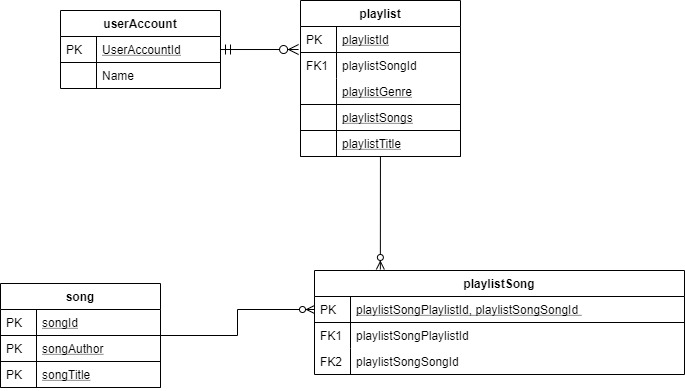 userAccount
PK UserAccountId
Name
playlist
PK playlistId
FK1 playlistSongId
playlistGenre
playlistSongs
playlistTitle
song
PK songId
PK songAuthor
PK songTitle
playlistSong
PK playlistSongPlaylistId, playlistSongSongId
FK1 playlistSongPlaylistId
FK2 playlistSongSongId